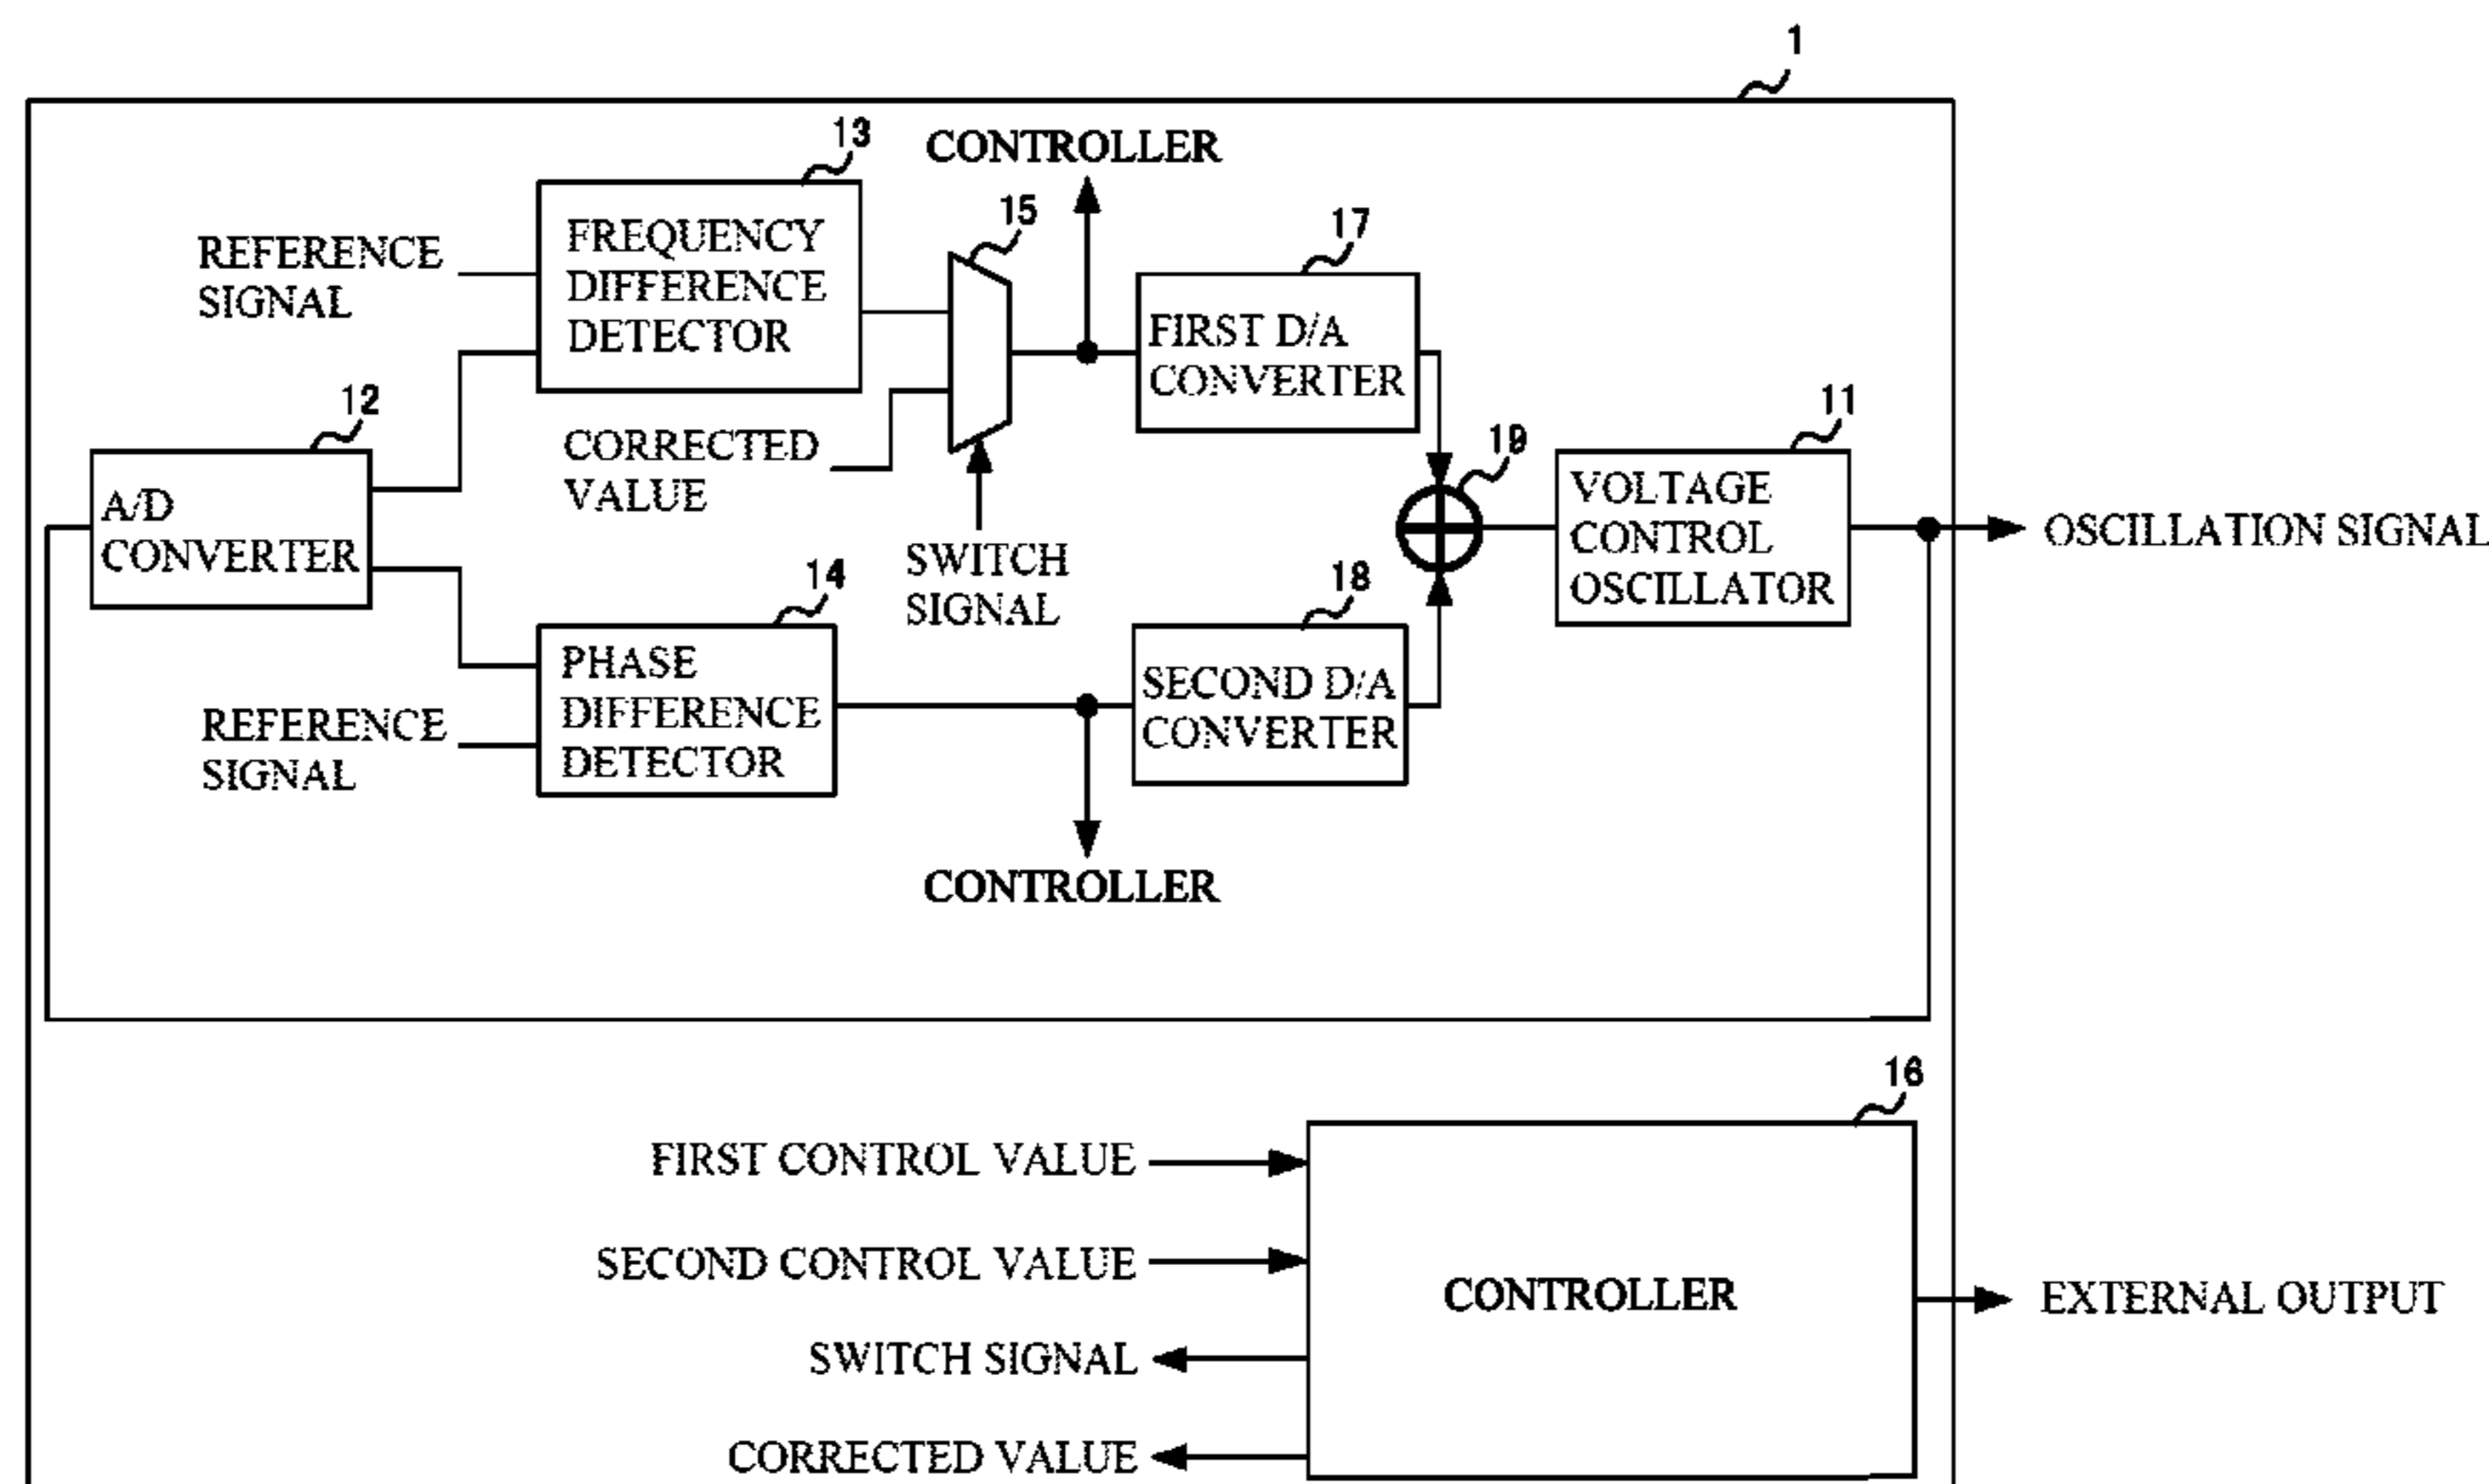 1
13
CONTROLLER
15
17
REFERENCE
SIGNAL
FREQUENCY
DIFFERENCE
DETECTOR
FIRST D/A
CONVERTER
12
11
CORRECTED
VALUE
19
A/D
CONVERTER
VOLTAGE
CONTROL
OSCILLATOR
OSCILLATION SIGNAL
SWITCH
SIGNAL
14
18
PHASE
DIFFERENCE
DETECTOR
SECOND D/A
CONVERTER
REFERENCE
SIGNAL
CONTROLLER
16
FIRST CONTROL VALUE
SECOND CONTROL VALUE
CONTROLLER
EXTERNAL OUTPUT
SWITCH SIGNAL
CORRECTED VALUE